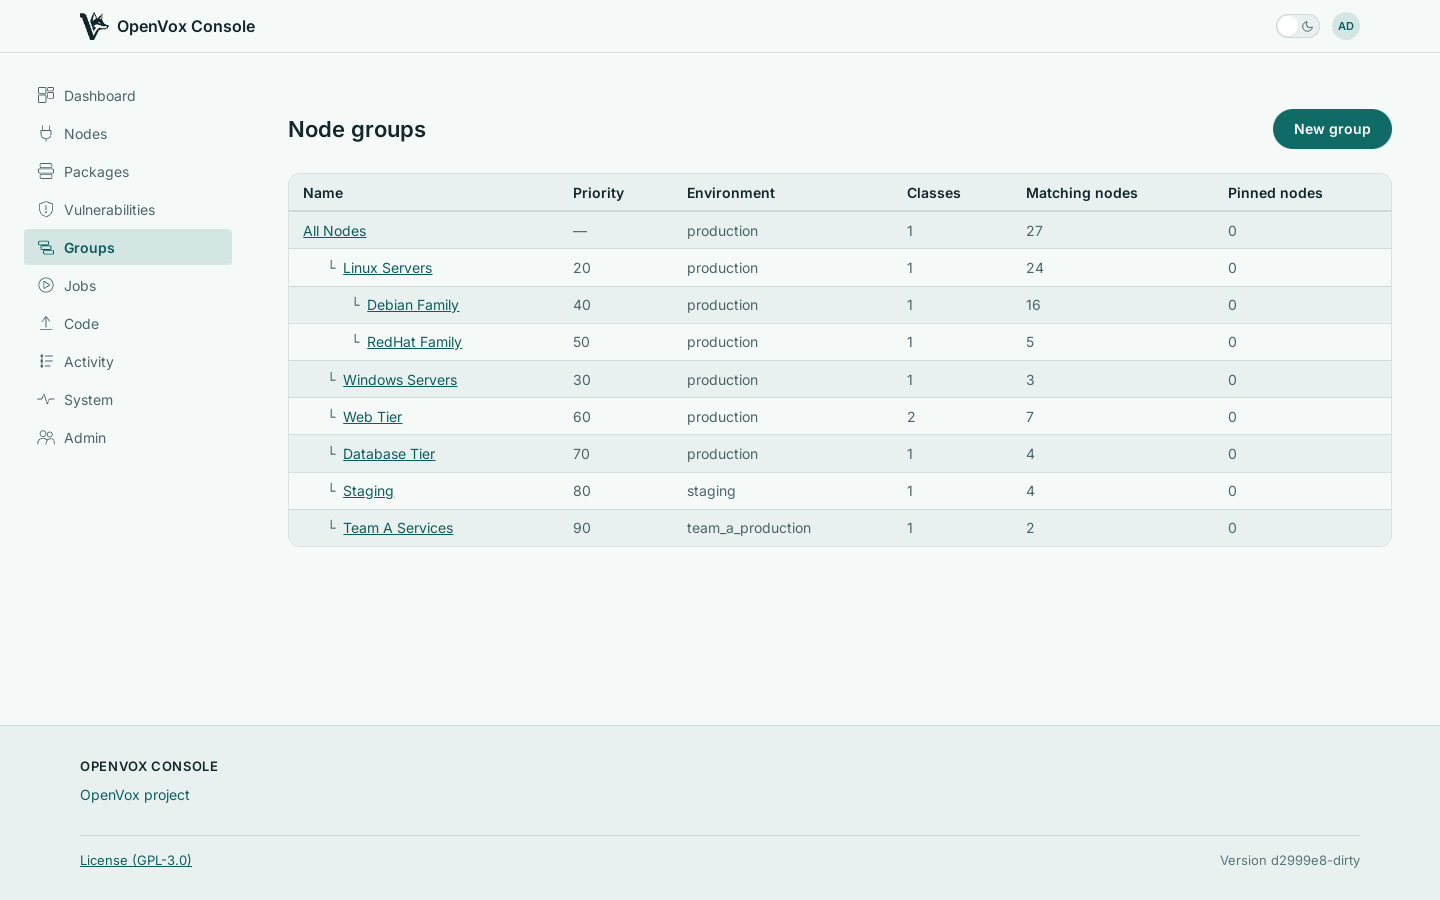 OpenVox Console
AD
Dashboard
Nodes
Packages
Vulnerabilities
Groups
Jobs
Code
Activity
System
Admin
Node groups
New group
Name Priority Environment Classes Matching nodes Pinned nodes
All Nodes — production 1 27 0
└ Linux Servers 20 production 1 24 0
└ Debian Family 40 production 1 16 0
└ RedHat Family 50 production 1 5 0
└ Windows Servers 30 production 1 3 0
└ Web Tier 60 production 2 7 0
└ Database Tier 70 production 1 4 0
└ Staging 80 staging 1 4 0
└ Team A Services 90 team_a_production 1 2 0
OPENVOX CONSOLE
OpenVox project
License (GPL-3.0)
Version d2999e8-dirty